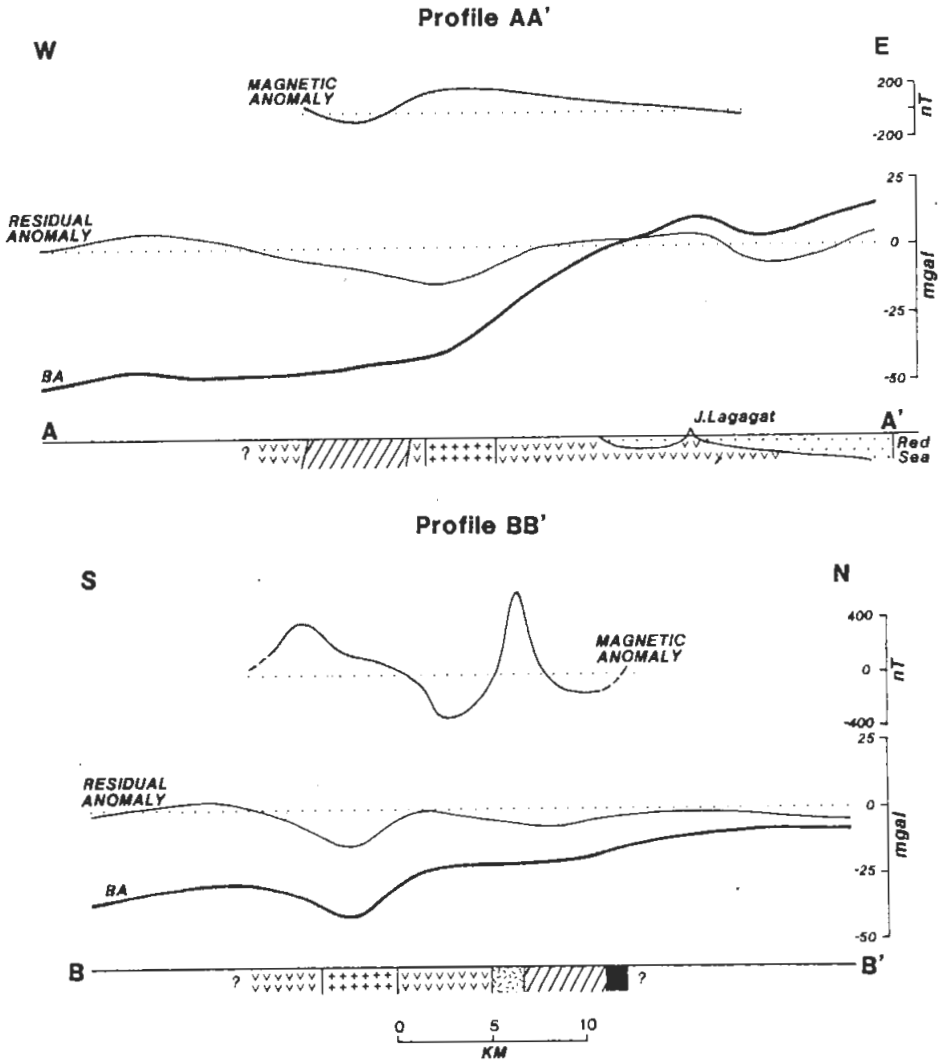 Profile AA'
W
E
MAGNETIC
ANOMALY
200
-200
nT
RESIDUAL
ANOMALY
25
0
-25
-50
mgal
BA
A
J.Lagagat
A'
?
Red
Sea
Profile BB'
S
N
MAGNETIC
ANOMALY
400
0
-400
nT
RESIDUAL
ANOMALY
25
0
-25
-50
mgal
BA
B
B'
?
?
0 5 10
KM